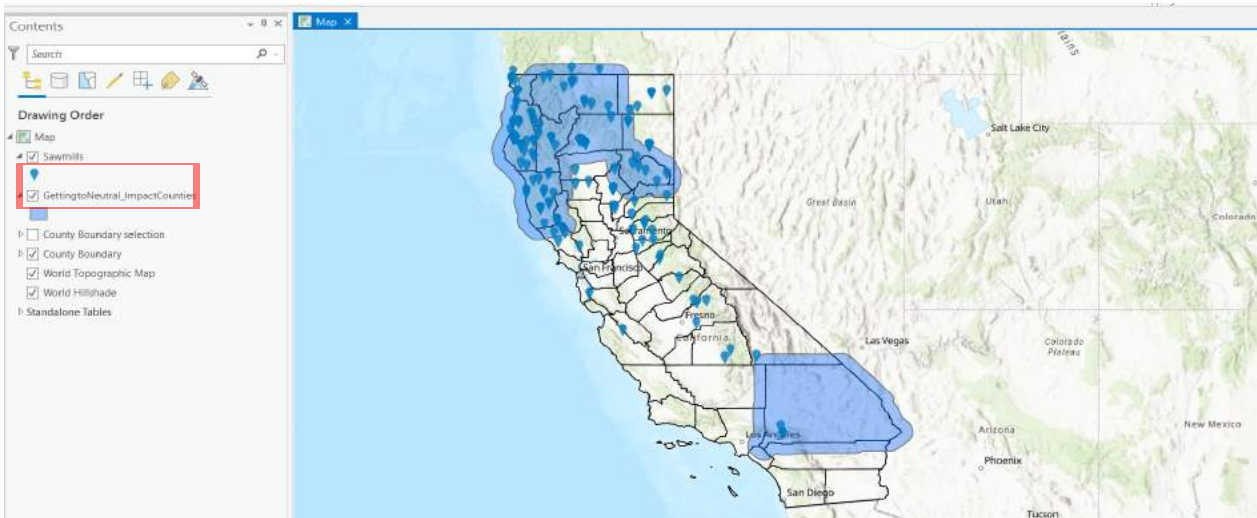 Contents
Map
Search
Drawing Order
Map
Sawmills
GettingtoNeutral_ImpactCounties
County Boundary selection
County Boundary
World Topographic Map
World Hillshade
Standalone Tables
Salt Lake City
Great Basin
Utah
Colorado
Sacramento
San Francisco
Fresno
California
Las Vegas
Colorado
Plateau
Los Angeles
Arizona
New Mexico
Phoenix
San Diego
Tucson